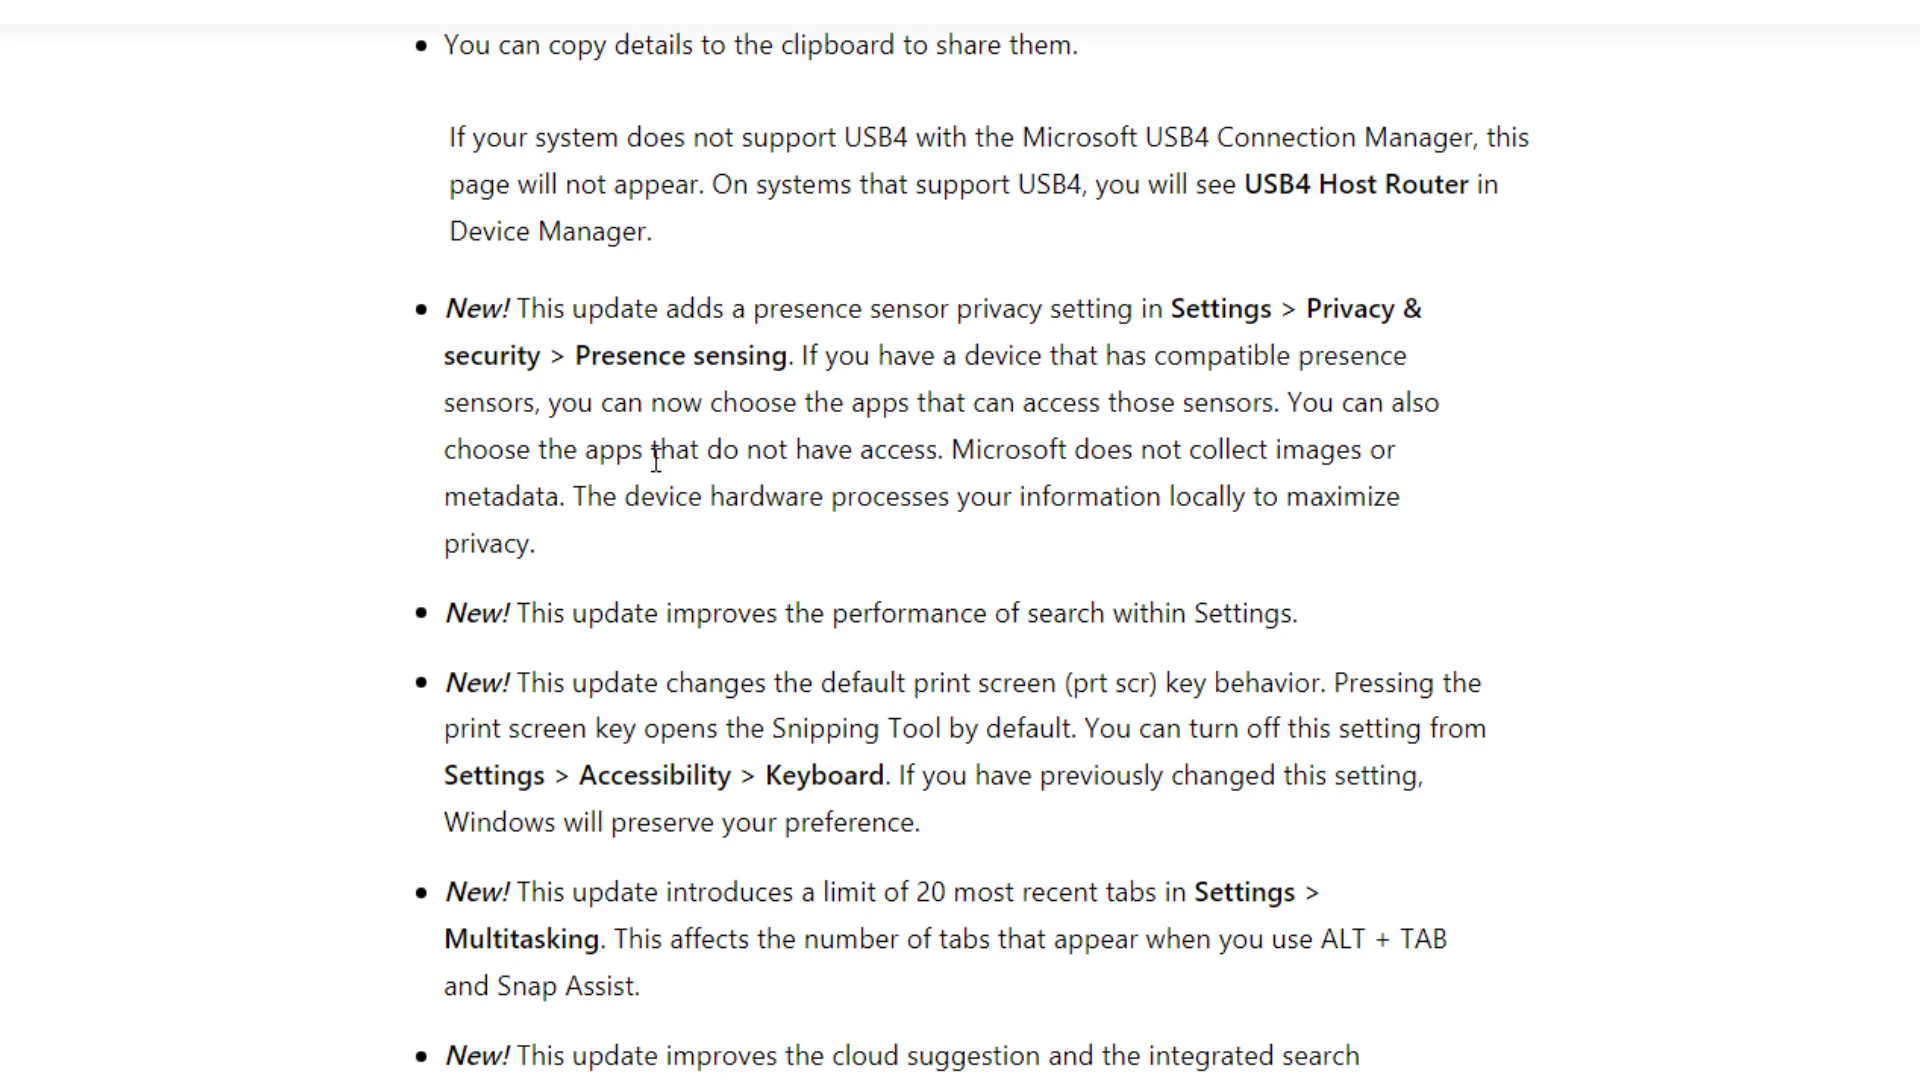 You can copy details to the clipboard to share them.
If your system does not support USB4 with the Microsoft USB4 Connection Manager, this
page will not appear. On systems that support USB4, you will see USB4 Host Router in
Device Manager.
New! This update adds a presence sensor privacy setting in Settings > Privacy &
security > Presence sensing. If you have a device that has compatible presence
sensors, you can now choose the apps that can access those sensors. You can also
choose the apps that do not have access. Microsoft does not collect images or
metadata. The device hardware processes your information locally to maximize
privacy.
New! This update improves the performance of search within Settings.
New! This update changes the default print screen (prt scr) key behavior. Pressing the
print screen key opens the Snipping Tool by default. You can turn off this setting from
Settings > Accessibility > Keyboard. If you have previously changed this setting,
Windows will preserve your preference.
New! This update introduces a limit of 20 most recent tabs in Settings >
Multitasking. This affects the number of tabs that appear when you use ALT + TAB
and Snap Assist.
New! This update improves the cloud suggestion and the integrated search